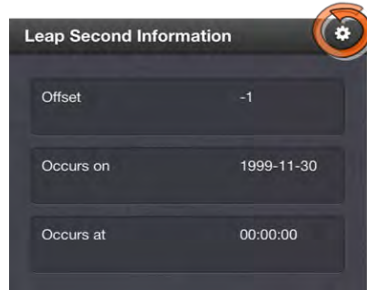 Leap Second Information
Offset -1
Occurs on 1999-11-30
Occurs at 00:00:00